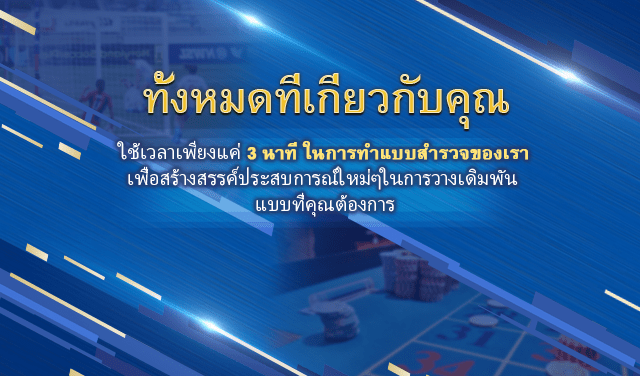 ทั้งหมดที่เกี่ยวกับคุณ
ใช้เวลาเพียงแค่ 3 นาที ในการทำแบบสำรวจของเรา
เพื่อสร้างสรรค์ประสบการณ์ใหม่ๆในการวางเดิมพัน
แบบที่คุณต้องการ
31
34